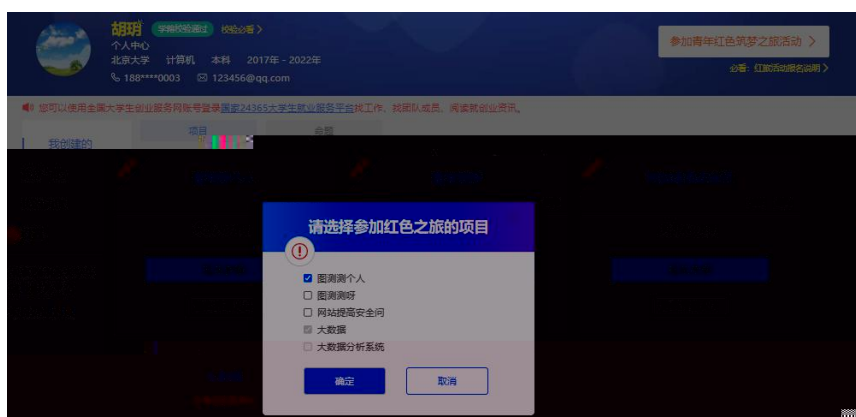 胡玥 学籍校验通过 校验必看 >
个人中心
北京大学 计算机 本科 2017年-2022年
188****0003 123456@qq.com
参加青年红色筑梦之旅活动 >
必看：红旅活动报名说明 >
您可以使用全国大学生创业服务网账号登录国家24365大学生就业服务平台找工作、找团队成员、阅读就创业资讯。
我创建的
项目
命题
请选择参加红色之旅的项目
图测测个人
图测测呀
网站提高安全问
大数据
大数据分析系统
确定
取消